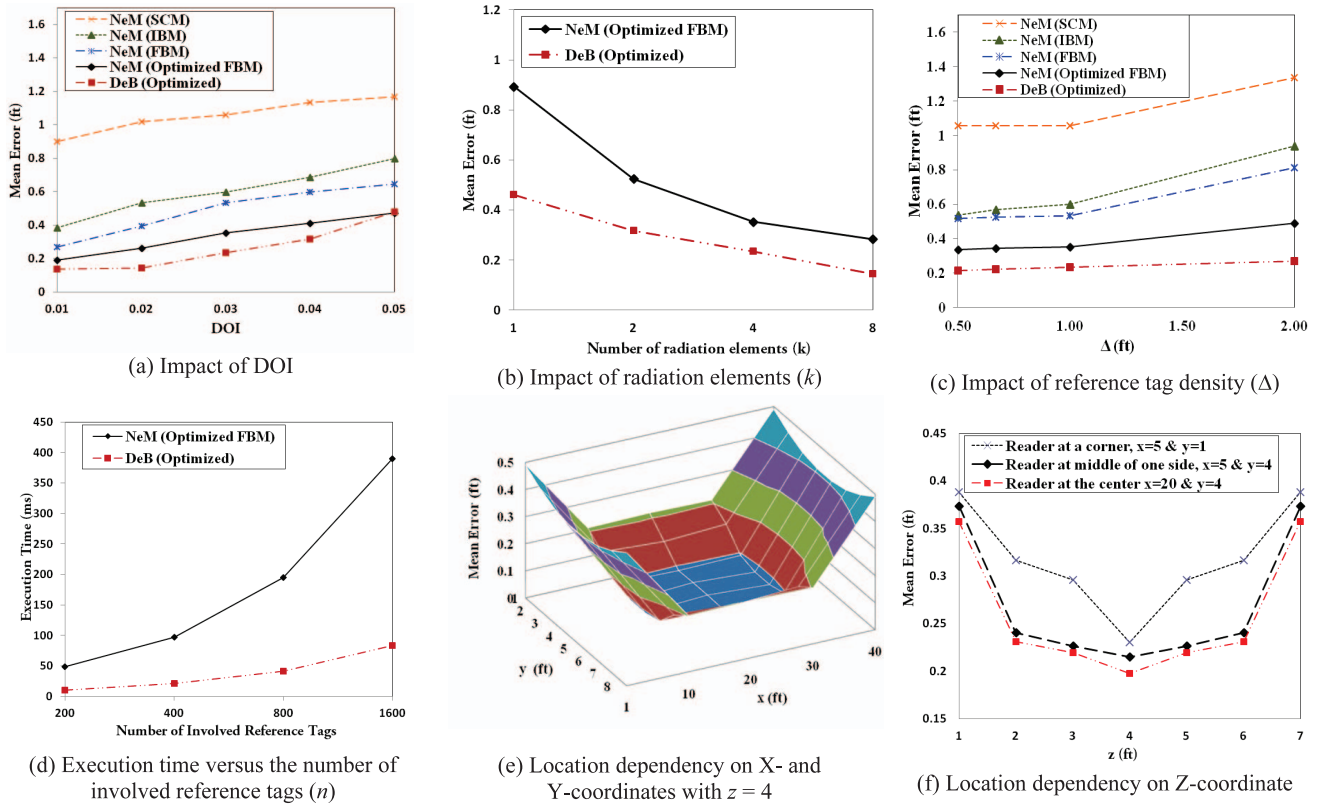 NeM (SCM)
NeM (IBM)
NeM (FBM)
NeM (Optimized FBM)
DeB (Optimized)
1.6
1.4
1.2
1
0.8
0.6
0.4
0.2
0
Mean Error (ft)
0.01 0.02 0.03 0.04 0.05
DOI
(a) Impact of DOI
NeM (Optimized FBM)
DeB (Optimized)
1.2
1
0.8
0.6
0.4
0.2
0
Mean Error (ft)
1 2 4 8
Number of radiation elements (k)
(b) Impact of radiation elements (k)
NeM (SCM)
NeM (IBM)
NeM (FBM)
NeM (Optimized FBM)
DeB (Optimized)
1.6
1.4
1.2
1
0.8
0.6
0.4
0.2
0
Mean Error (ft)
0.50 1.00 1.50 2.00
Δ (ft)
(c) Impact of reference tag density (Δ)
NeM (Optimized FBM)
DeB (Optimized)
450
400
350
300
250
200
150
100
50
0
Execution Time (ms)
200 400 800 1600
Number of Involved Reference Tags
(d) Execution time versus the number of
involved reference tags (n)
0.5
0.4
0.3
0.2
0.1
0
Mean Error (ft)
1
2
3
4
5
6
7
8
y (ft)
1
10
20
30
40
x (ft)
(e) Location dependency on X- and
Y-coordinates with z = 4
Reader at a corner, x=5 & y=1
Reader at middle of one side, x=5 & y=4
Reader at the center x=20 & y=4
0.45
0.4
0.35
0.3
0.25
0.2
0.15
Mean Error (ft)
1 2 3 4 5 6 7
z (ft)
(f) Location dependency on Z-coordinate